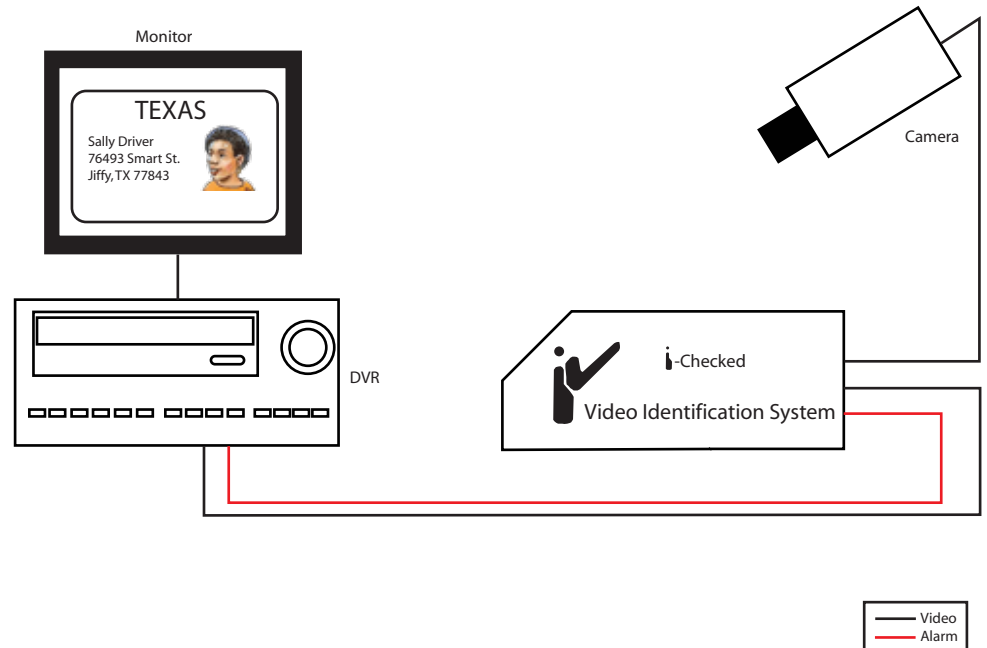 Monitor
TEXAS
Sally Driver
76493 Smart St.
Jiffy, TX 77843
Camera
DVR
i-Checked
Video Identification System
Video
Alarm